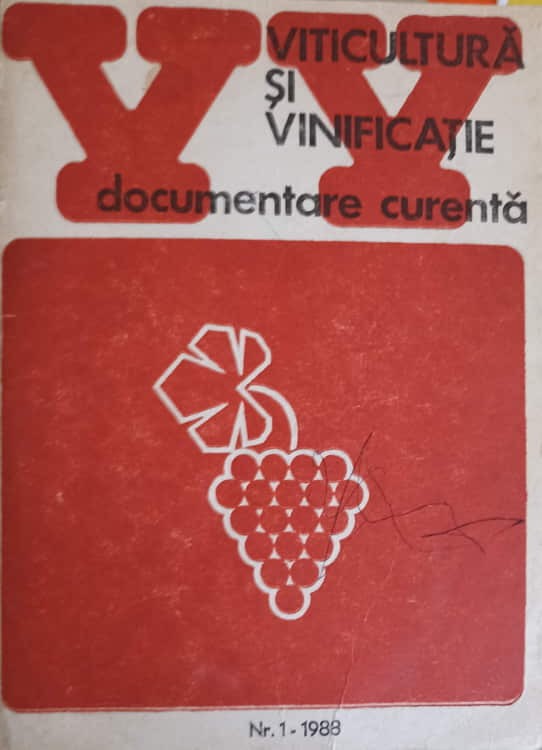 VV
VITICULTURĂ
ȘI
VINIFICAȚIE
documentare curentă
Nr. 1 - 1988